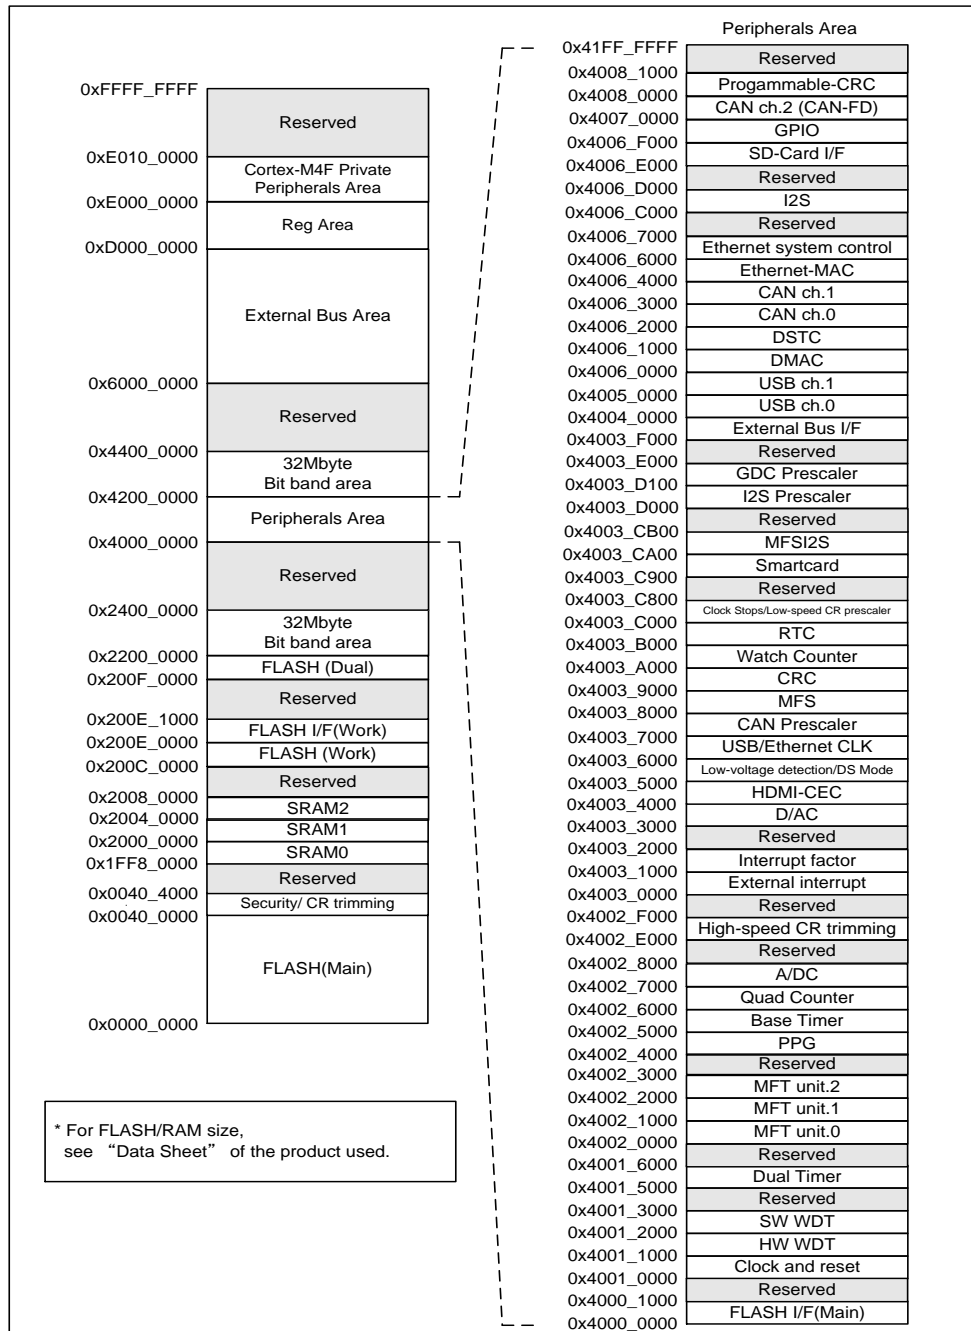 0xFFFF_FFFF
Reserved
0xE010_0000
Cortex-M4F Private
Peripherals Area
0xE000_0000
Reg Area
0xD000_0000
External Bus Area
0x6000_0000
Reserved
0x4400_0000
32Mbyte
Bit band area
0x4200_0000
Peripherals Area
0x4000_0000
Reserved
0x2400_0000
32Mbyte
Bit band area
0x2200_0000
FLASH (Dual)
0x200F_0000
Reserved
0x200E_1000
FLASH I/F(Work)
0x200E_0000
FLASH (Work)
0x200C_0000
Reserved
0x2008_0000
SRAM2
0x2004_0000
SRAM1
0x2000_0000
SRAM0
0x1FF8_0000
Reserved
0x0040_4000
Security/ CR trimming
0x0040_0000
FLASH(Main)
0x0000_0000
* For FLASH/RAM size,
see “Data Sheet” of the product used.
Peripherals Area
0x41FF_FFFF
Reserved
0x4008_1000
Progammable-CRC
0x4008_0000
CAN ch.2 (CAN-FD)
0x4007_0000
GPIO
0x4006_F000
SD-Card I/F
0x4006_E000
Reserved
0x4006_D000
I2S
0x4006_C000
Reserved
0x4006_7000
Ethernet system control
0x4006_6000
Ethernet-MAC
0x4006_4000
CAN ch.1
0x4006_3000
CAN ch.0
0x4006_2000
DSTC
0x4006_1000
DMAC
0x4006_0000
USB ch.1
0x4005_0000
USB ch.0
0x4004_0000
External Bus I/F
0x4003_F000
Reserved
0x4003_E000
GDC Prescaler
0x4003_D100
I2S Prescaler
0x4003_D000
Reserved
0x4003_CB00
MFSI2S
0x4003_CA00
Smartcard
0x4003_C900
Reserved
0x4003_C800
Clock Stops/Low-speed CR prescaler
0x4003_C000
RTC
0x4003_B000
Watch Counter
0x4003_A000
CRC
0x4003_9000
MFS
0x4003_8000
CAN Prescaler
0x4003_7000
USB/Ethernet CLK
0x4003_6000
Low-voltage detection/DS Mode
0x4003_5000
HDMI-CEC
0x4003_4000
D/AC
0x4003_3000
Reserved
0x4003_2000
Interrupt factor
0x4003_1000
External interrupt
0x4003_0000
Reserved
0x4002_F000
High-speed CR trimming
0x4002_E000
Reserved
0x4002_8000
A/DC
0x4002_7000
Quad Counter
0x4002_6000
Base Timer
0x4002_5000
PPG
0x4002_4000
Reserved
0x4002_3000
MFT unit.2
0x4002_2000
MFT unit.1
0x4002_1000
MFT unit.0
0x4002_0000
Reserved
0x4001_6000
Dual Timer
0x4001_5000
Reserved
0x4001_3000
SW WDT
0x4001_2000
HW WDT
0x4001_1000
Clock and reset
0x4001_0000
Reserved
0x4000_1000
FLASH I/F(Main)
0x4000_0000